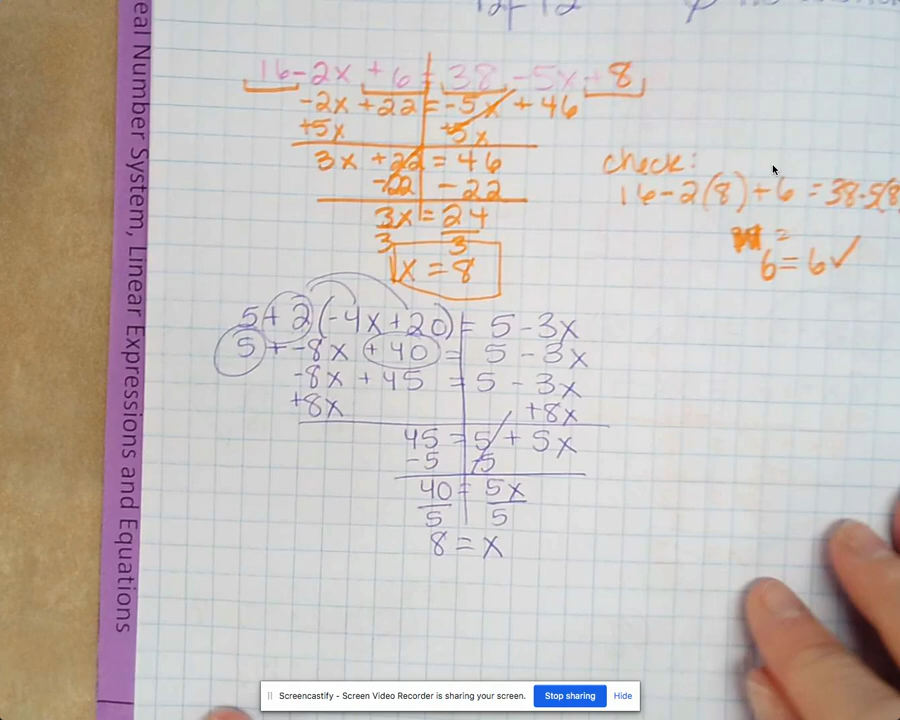 16-2x +6 = 38 -5x +8
-2x +22 = -5x + 46
+5x +5x
3x +22 = 46
-22 -22
3x = 24
3 3
x = 8
check:
16-2(8)+6 = 38-5(8
=
6 = 6 ✓
5+2(-4x+20) = 5-3x
5 + -8x +40 = 5 - 3x
-8x +45 = 5 - 3x
+8x +8x
45 = 5 + 5x
-5 -5
40 = 5x
5 5
8 = x
eal Number System, Linear Expressions and Equations
Screencastify - Screen Video Recorder is sharing your screen. Stop sharing Hide